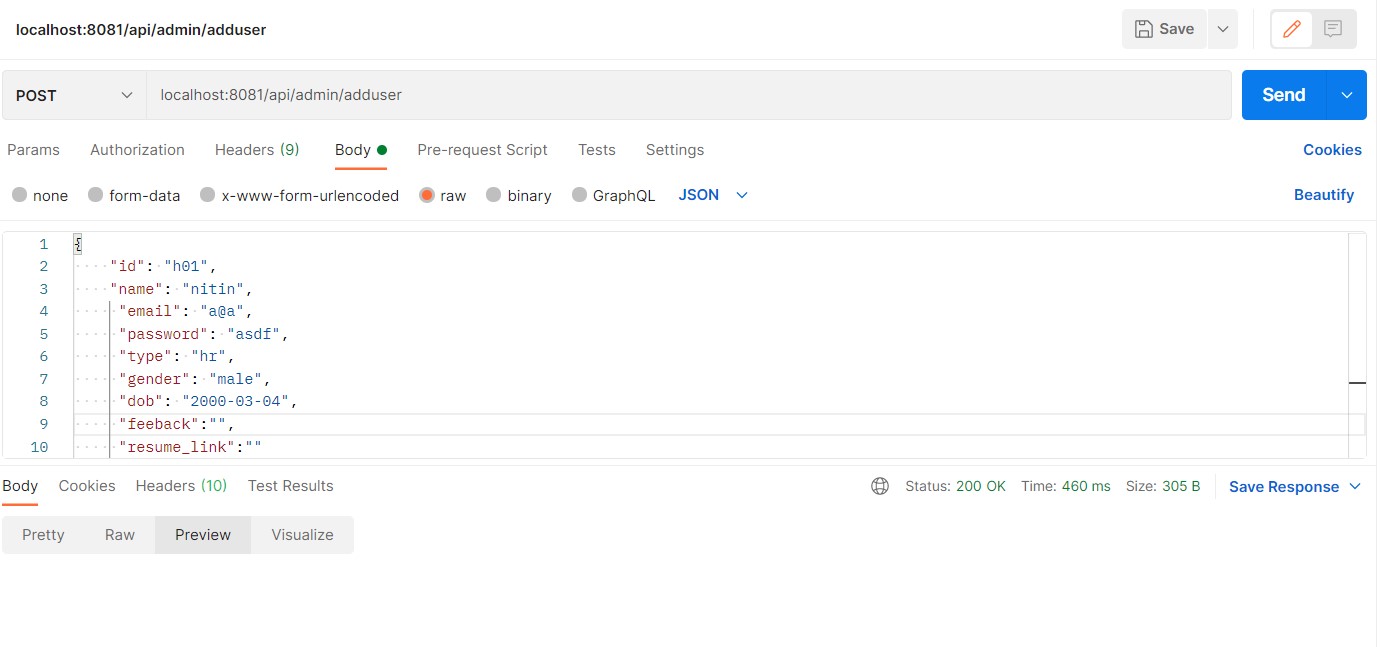 localhost:8081/api/admin/adduser Save
POST localhost:8081/api/admin/adduser Send
Params Authorization Headers (9) Body Pre-request Script Tests Settings Cookies
none form-data x-www-form-urlencoded raw binary GraphQL JSON Beautify
1 {
2 "id": "h01",
3 "name": "nitin",
4 "email": "a@a",
5 "password": "asdf",
6 "type": "hr",
7 "gender": "male",
8 "dob": "2000-03-04",
9 "feeback":"",
10 "resume_link":""
Body Cookies Headers (10) Test Results Status: 200 OK Time: 460 ms Size: 305 B Save Response
Pretty Raw Preview Visualize